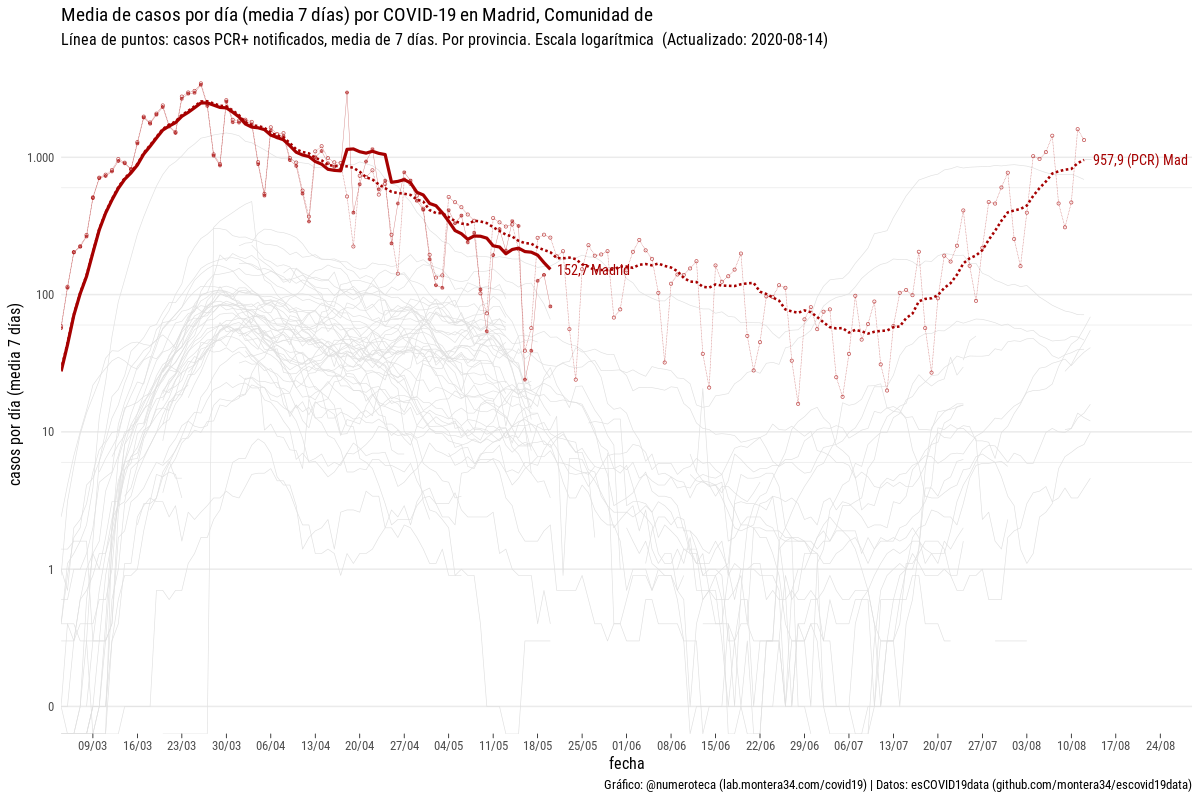 Media de casos por día (media 7 días) por COVID-19 en Madrid, Comunidad de
Línea de puntos: casos PCR+ notificados, media de 7 días. Por provincia. Escala logarítmica (Actualizado: 2020-08-14)
casos por día (media 7 días)
1.000
100
10
1
0
957,9 (PCR) Mad
152,7 Madrid
09/03 16/03 23/03 30/03 06/04 13/04 20/04 27/04 04/05 11/05 18/05 25/05 01/06 08/06 15/06 22/06 29/06 06/07 13/07 20/07 27/07 03/08 10/08 17/08 24/08
fecha
Gráfico: @numeroteca (lab.montera34.com/covid19) | Datos: esCOVID19data (github.com/montera34/escovid19data)